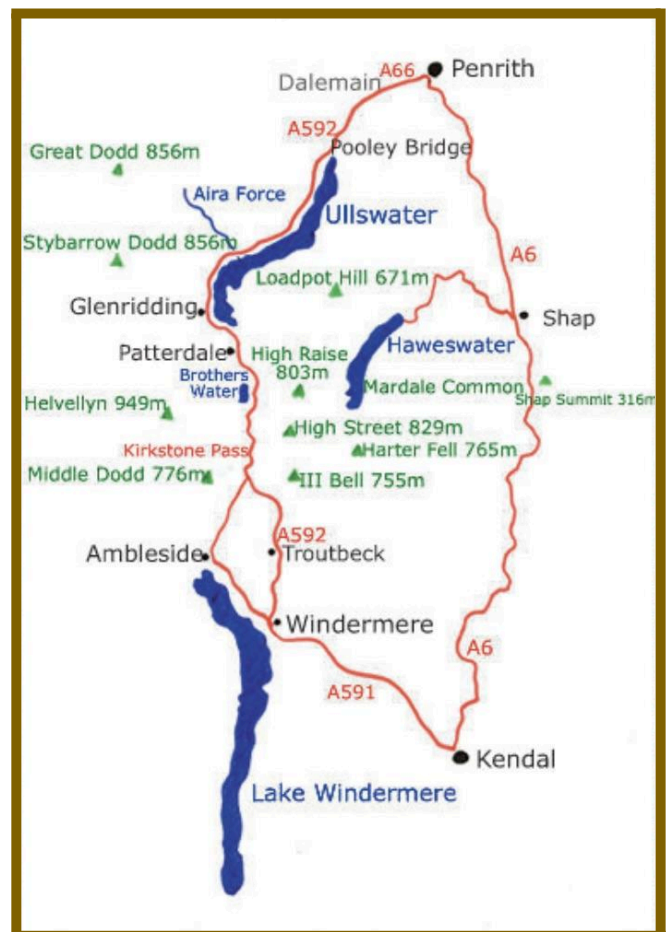 Penrith
A66
Dalemain
A592
Pooley Bridge
Great Dodd 856m
Aira Force
Ullswater
Stybarrow Dodd 856m
A6
Loadpot Hill 671m
Glenridding
Shap
Patterdale
High Raise
803m
Haweswater
Brothers
Water
Mardale Common
Shap Summit 316m
Helvellyn 949m
High Street 829m
Kirkstone Pass
Harter Fell 765m
Middle Dodd 776m
III Bell 755m
A592
Ambleside
Troutbeck
Windermere
A6
A591
Kendal
Lake Windermere